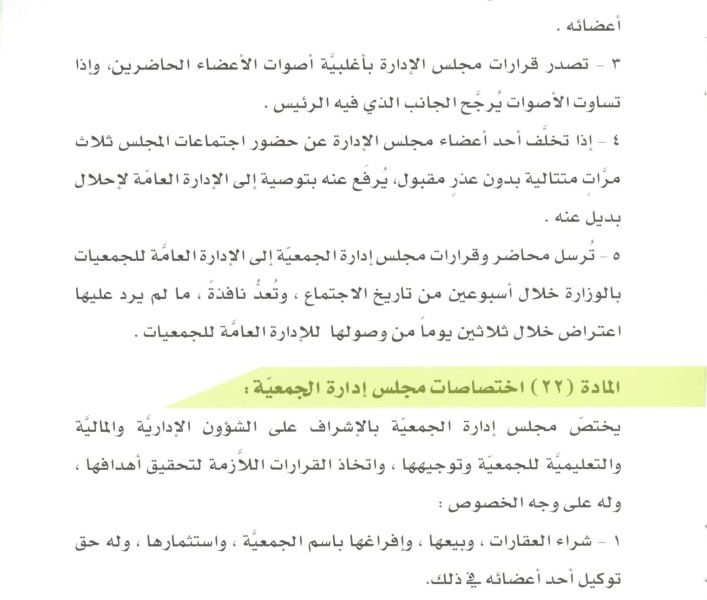 أعضائه .
٣ - تصدر قرارات مجلس الإدارة بأغلبيَّة أصوات الأعضاء الحاضرين، وإذا
تساوت الأصوات يُرجَّح الجانب الذي فيه الرئيس .
٤ - إذا تخلَّف أحد أعضاء مجلس الإدارة عن حضور اجتماعات المجلس ثلاث
مرَّاتٍ متتالية بدون عذرٍ مقبول، يُرفَع عنه بتوصية إلى الإدارة العامَة لإحلال
بديل عنه .
٥ - تُرسل محاضر وقرارات مجلس إدارة الجمعيَّة إلى الإدارة العامَّة للجمعيات
بالوزارة خلال أسبوعين من تاريخ الاجتماع ، وتُعدُّ نافذةً ، ما لم يرد عليها
اعتراض خلال ثلاثين يوماً من وصولها للإدارة العامَّة للجمعيات .
المادة (٢٢) اختصاصات مجلس إدارة الجمعيّة :
يختصّ مجلس إدارة الجمعيّة بالإشراف على الشؤون الإداريَّة والماليَّة
والتعليميَّة للجمعيّة وتوجيهها ، واتخاذ القرارات اللاَّزمة لتحقيق أهدافها ،
وله على وجه الخصوص :
١ - شراء العقارات ، وبيعها ، وإفراغها باسم الجمعيَّة ، واستثمارها ، وله حق
توكيل أحد أعضائه في ذلك.